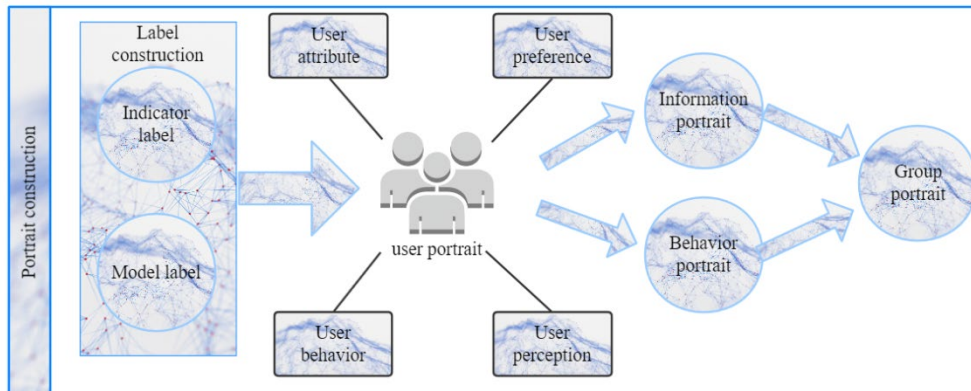 Portrait construction
Label
construction
Indicator
label
Model label
User
attribute
User
preference
user portrait
User
behavior
User
perception
Information
portrait
Behavior
portrait
Group
portrait